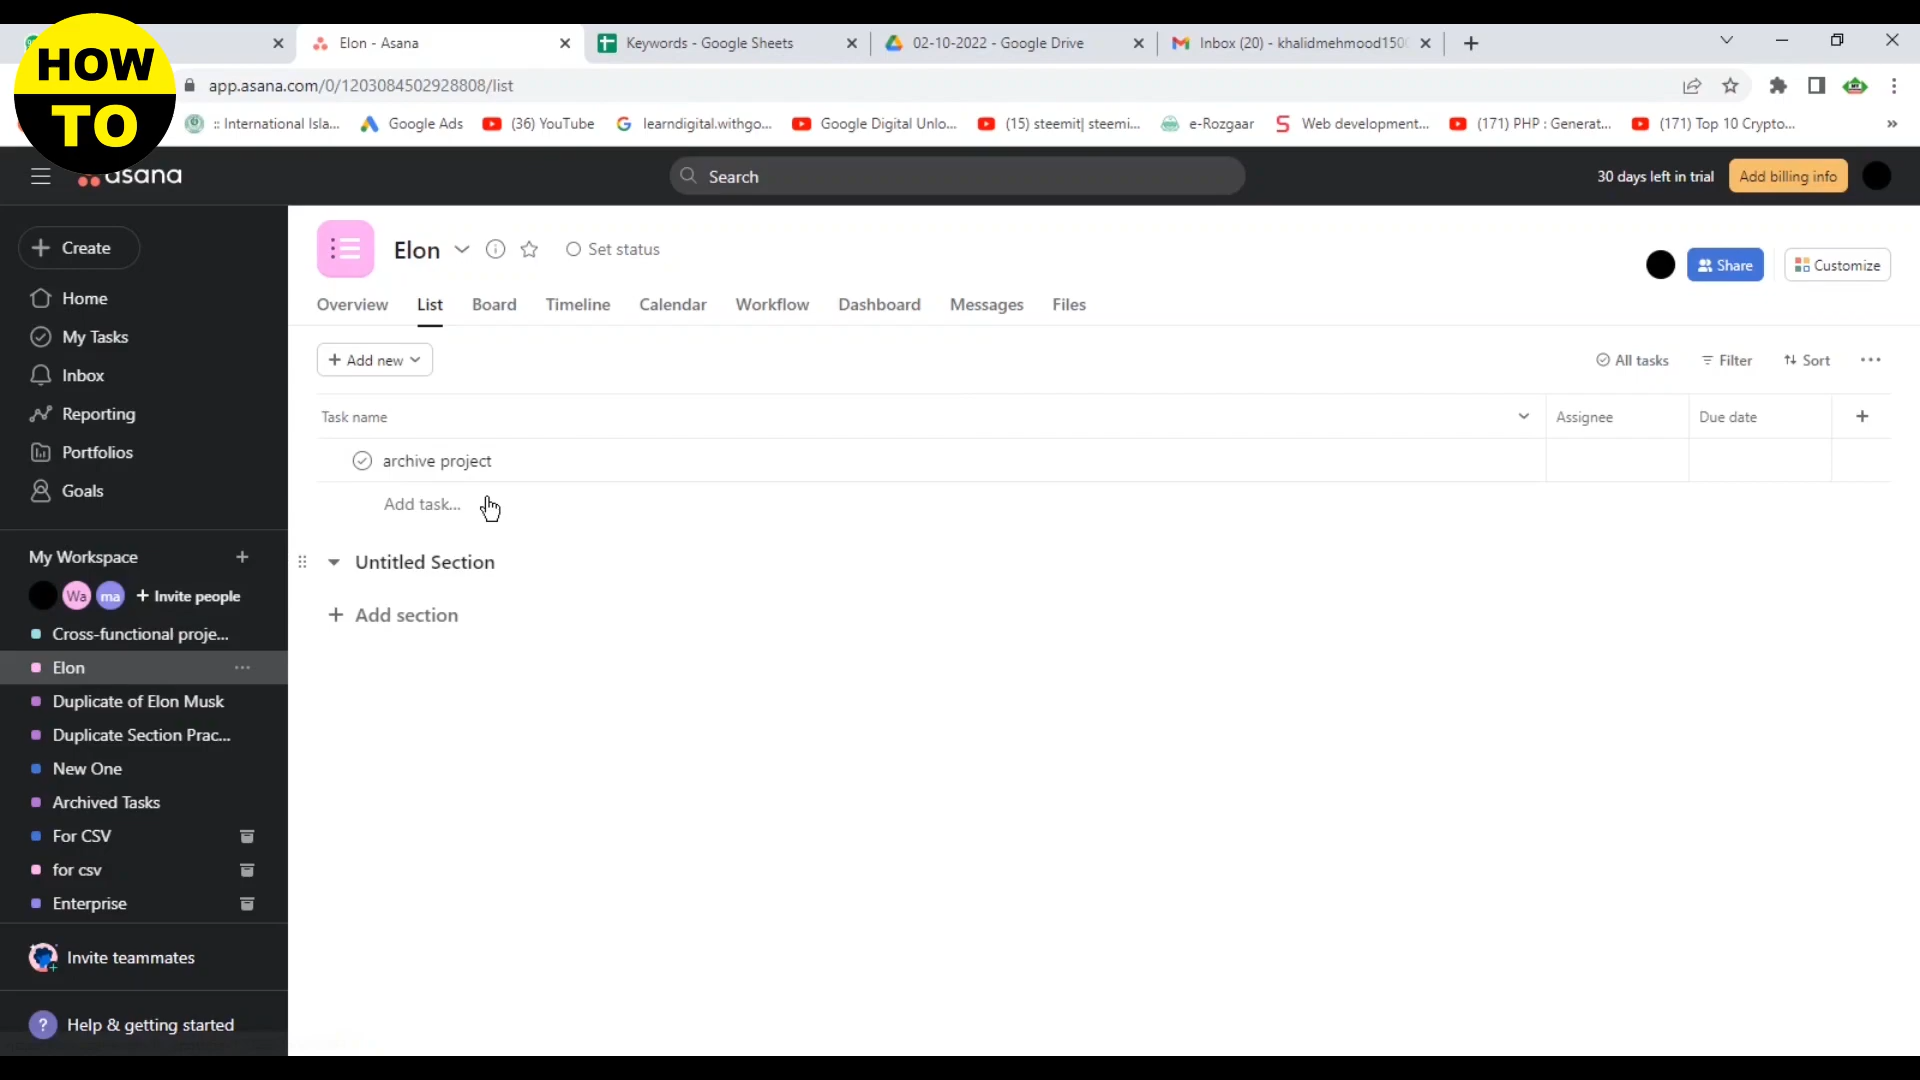 HOW
TO
Elon - Asana
Keywords - Google Sheets
02-10-2022 - Google Drive
Inbox (20) - khalidmehmood150
app.asana.com/0/1203084502928808/list
:: International Isla...
Google Ads
(36) YouTube
learndigital.withgo...
Google Digital Unlo...
(15) steemit| steemi...
e-Rozgaar
Web development...
(171) PHP : Generat...
(171) Top 10 Crypto...
»
asana
Search
30 days left in trial
Add billing info
Create
Home
My Tasks
Inbox
Reporting
Portfolios
Goals
My Workspace
Wa
ma
Invite people
Cross-functional proje...
Elon
Duplicate of Elon Musk
Duplicate Section Prac...
New One
Archived Tasks
For CSV
for csv
Enterprise
Invite teammates
? Help & getting started
Elon
Set status
Share
Customize
Overview
List
Board
Timeline
Calendar
Workflow
Dashboard
Messages
Files
+ Add new
All tasks
Filter
Sort
Task name
Assignee
Due date
archive project
Add task...
Untitled Section
+ Add section